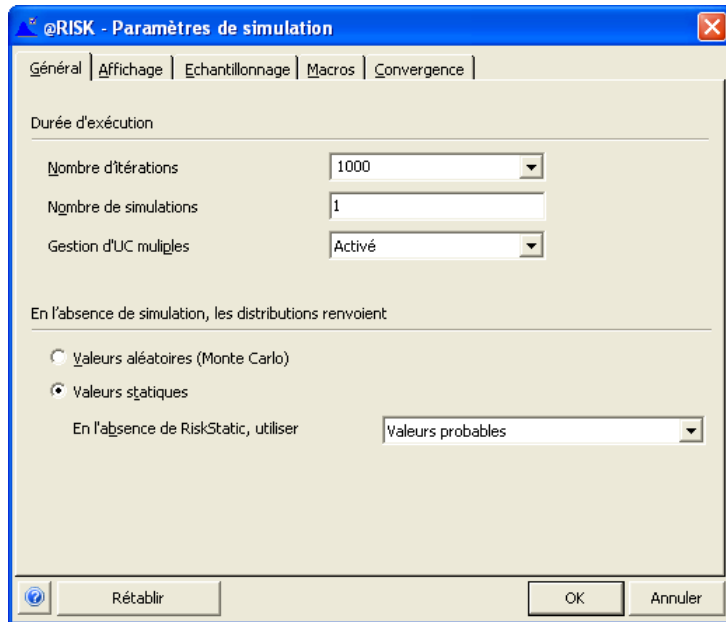 @RISK - Paramètres de simulation
Général Affichage Echantillonnage Macros Convergence
Durée d'exécution
Nombre d'itérations 1000
Nombre de simulations 1
Gestion d'UC muliples Activé
En l'absence de simulation, les distributions renvoient
Valeurs aléatoires (Monte Carlo)
Valeurs statiques
En l'absence de RiskStatic, utiliser Valeurs probables
Rétablir OK Annuler